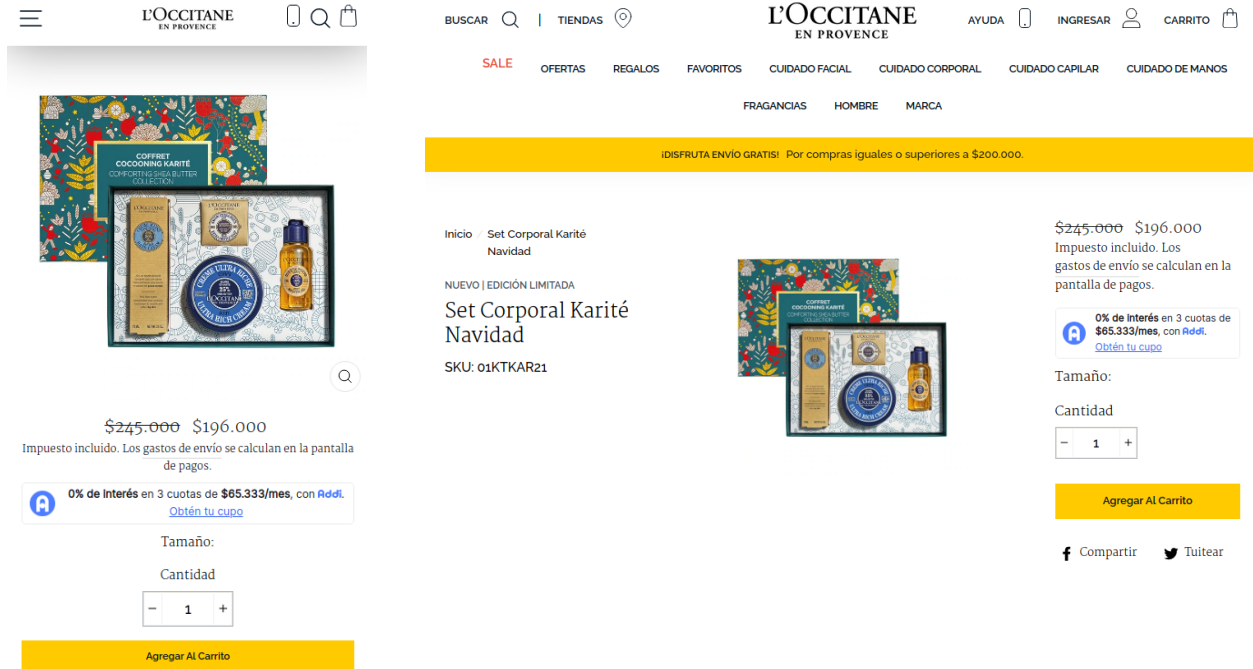 L'OCCITANE
EN PROVENCE
COFFRET
COCOONING KARITÉ
COMFORTING SHEA BUTTER
COLLECTION
CRÈME ULTRA RICHE
25%
L'OCCITANE
ULTRA RICH CREAM
$245.000 $196.000
Impuesto incluido. Los gastos de envío se calculan en la pantalla
de pagos.
0% de Interés en 3 cuotas de $65.333/mes, con Addi.
Obtén tu cupo
Tamaño:
Cantidad
− 1 +
Agregar Al Carrito
BUSCAR | TIENDAS
L'OCCITANE
EN PROVENCE
AYUDA INGRESAR CARRITO
SALE OFERTAS REGALOS FAVORITOS CUIDADO FACIAL CUIDADO CORPORAL CUIDADO CAPILAR CUIDADO DE MANOS
FRAGANCIAS HOMBRE MARCA
¡DISFRUTA ENVÍO GRATIS! Por compras iguales o superiores a $200.000.
Inicio / Set Corporal Karité
Navidad
NUEVO | EDICIÓN LIMITADA
Set Corporal Karité
Navidad
SKU: 01KTKAR21
COFFRET
COCOONING KARITÉ
COMFORTING SHEA BUTTER
COLLECTION
$245.000 $196.000
Impuesto incluido. Los
gastos de envío se calculan en la
pantalla de pagos.
0% de Interés en 3 cuotas de
$65.333/mes, con Addi.
Obtén tu cupo
Tamaño:
Cantidad
− 1 +
Agregar Al Carrito
Compartir Tuitear